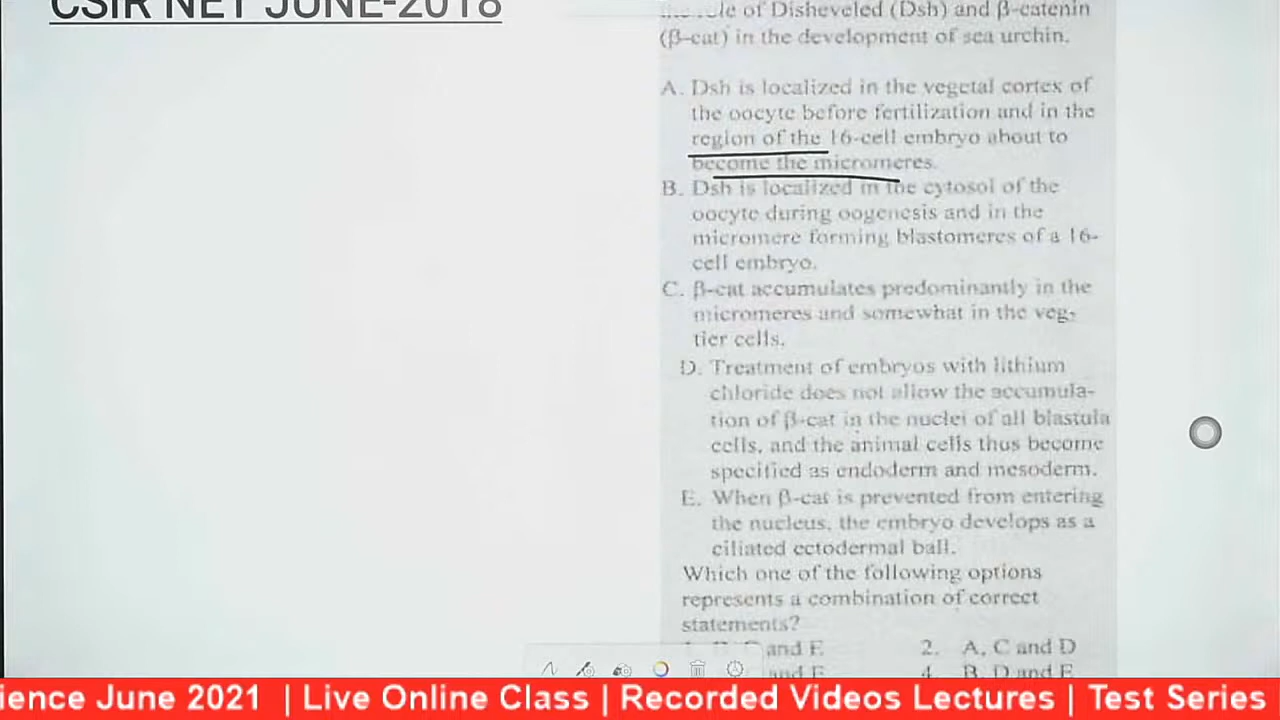 CSIR NET JUNE-2018
the role of Disheveled (Dsh) and β-catenin
(β-cat) in the development of sea urchin.
A. Dsh is localized in the vegetal cortex of
the oocyte before fertilization and in the
region of the 16-cell embryo about to
become the micromeres.
B. Dsh is localized in the cytosol of the
oocyte during oogenesis and in the
micromere forming blastomeres of a 16-
cell embryo.
C. β-cat accumulates predominantly in the
micromeres and somewhat in the veg₂
tier cells.
D. Treatment of embryos with lithium
chloride does not allow the accumula-
tion of β-cat in the nuclei of all blastula
cells, and the animal cells thus become
specified as endoderm and mesoderm.
E. When β-cat is prevented from entering
the nucleus, the embryo develops as a
ciliated ectodermal ball.
Which one of the following options
represents a combination of correct
statements?
and E 2. A, C and D
and E 4. B, D and E
ience June 2021 | Live Online Class | Recorded Videos Lectures | Test Series